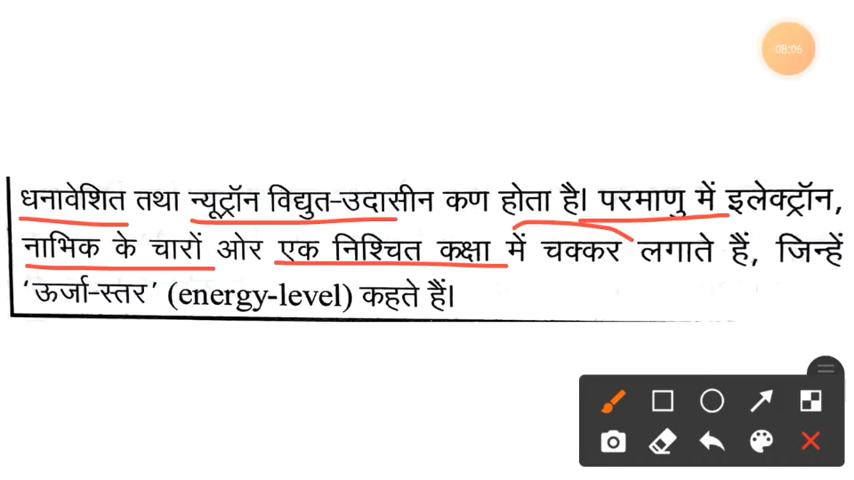 08:06
धनावेशित तथा न्यूट्रॉन विद्युत-उदासीन कण होता है। परमाणु में इलेक्ट्रॉन,
नाभिक के चारों ओर एक निश्चित कक्षा में चक्कर लगाते हैं, जिन्हें
‘ऊर्जा-स्तर’ (energy-level) कहते हैं।